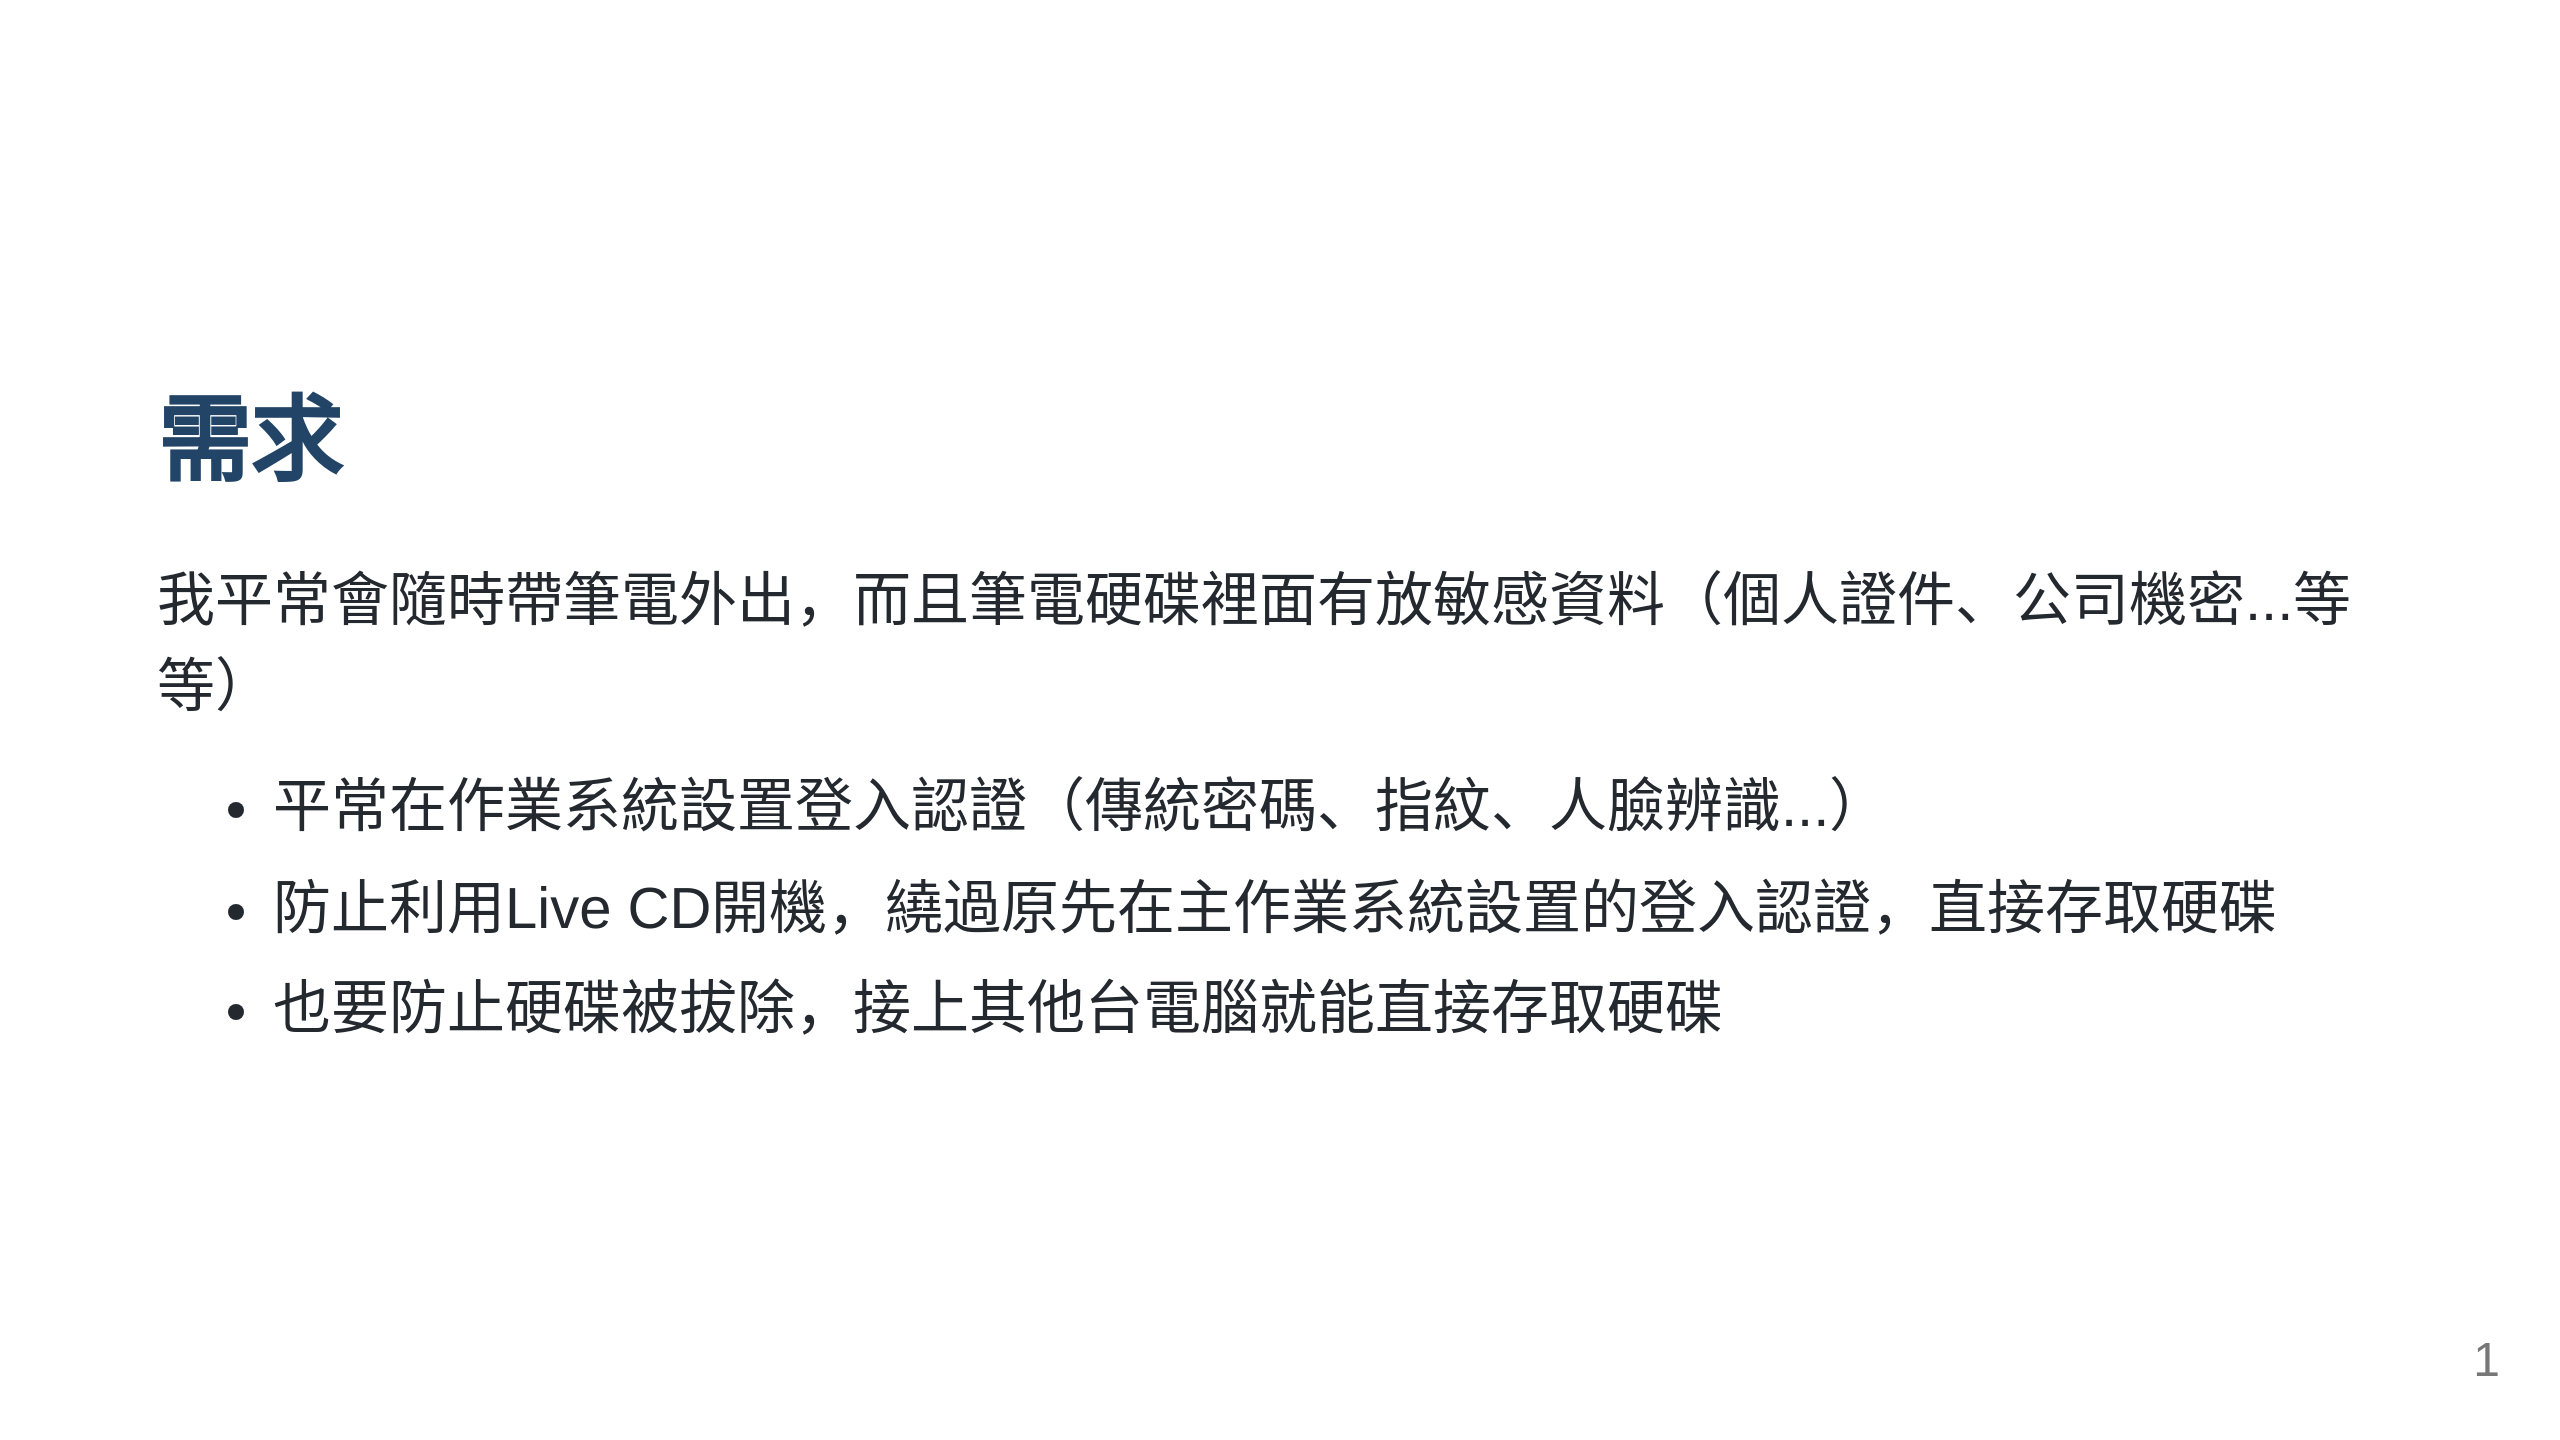 需求
我平常會隨時帶筆電外出，而且筆電硬碟裡面有放敏感資料（個人證件、公司機密...等
等）
• 平常在作業系統設置登入認證（傳統密碼、指紋、人臉辨識...）
• 防止利用Live CD開機，繞過原先在主作業系統設置的登入認證，直接存取硬碟
• 也要防止硬碟被拔除，接上其他台電腦就能直接存取硬碟
1